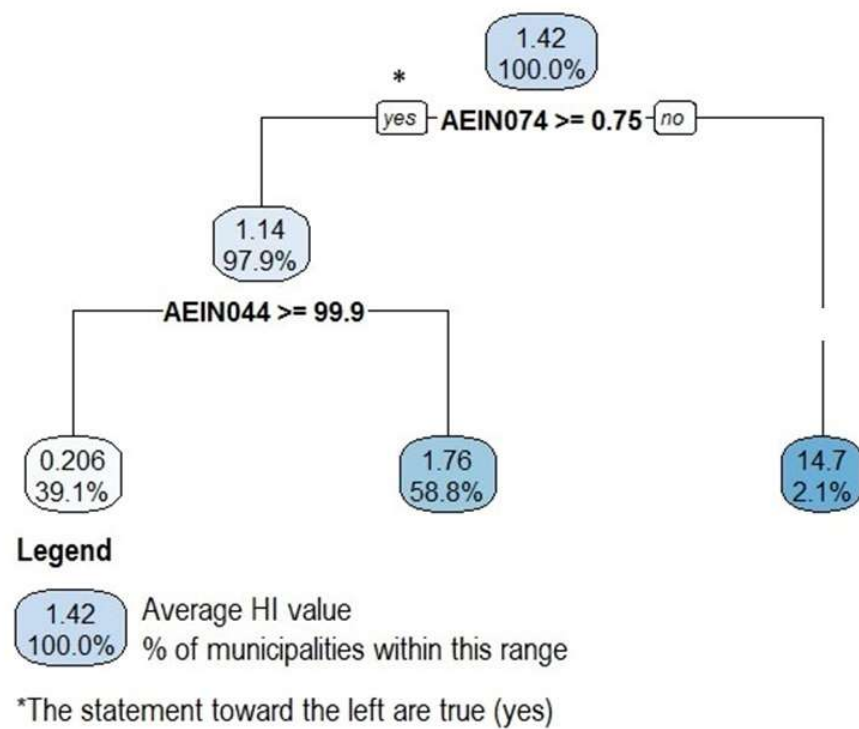 1.42
100.0%
*
yes AEIN074 >= 0.75 no
1.14
97.9%
AEIN044 >= 99.9
0.206
39.1%
1.76
58.8%
14.7
2.1%
Legend
1.42
100.0%
Average HI value
% of municipalities within this range
*The statement toward the left are true (yes)